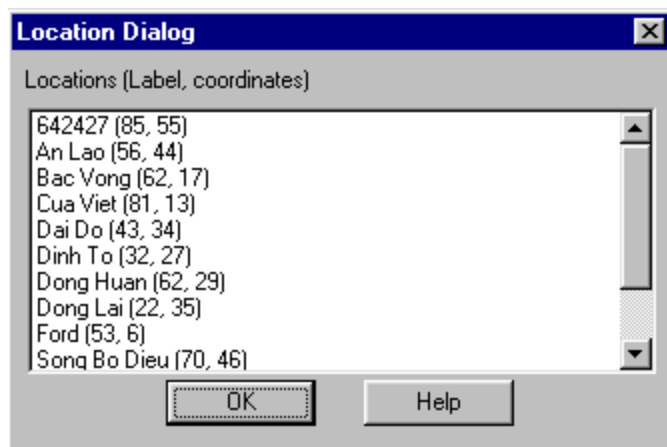 Location Dialog
Locations (Label, coordinates)
642427 (85, 55)
An Lao (56, 44)
Bac Vong (62, 17)
Cua Viet (81, 13)
Dai Do (43, 34)
Dinh To (32, 27)
Dong Huan (62, 29)
Dong Lai (22, 35)
Ford (53, 6)
Song Bo Dieu (70, 46)
OK Help